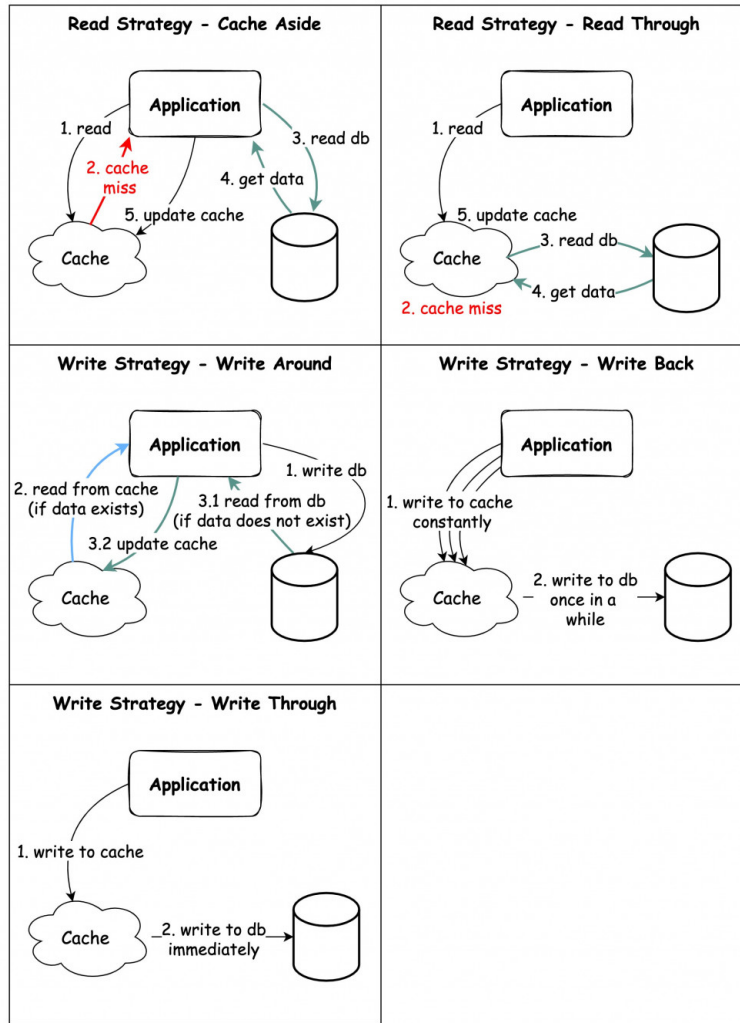 Read Strategy - Cache Aside
Application
1. read
2. cache
miss
3. read db
4. get data
5. update cache
Cache
Read Strategy - Read Through
Application
1. read
5. update cache
3. read db
Cache
4. get data
2. cache miss
Write Strategy - Write Around
Application
1. write db
2. read from cache
(if data exists)
3.1 read from db
(if data does not exist)
3.2 update cache
Cache
Write Strategy - Write Back
Application
1. write to cache
constantly
Cache
2. write to db
once in a
while
Write Strategy - Write Through
Application
1. write to cache
Cache
2. write to db
immediately